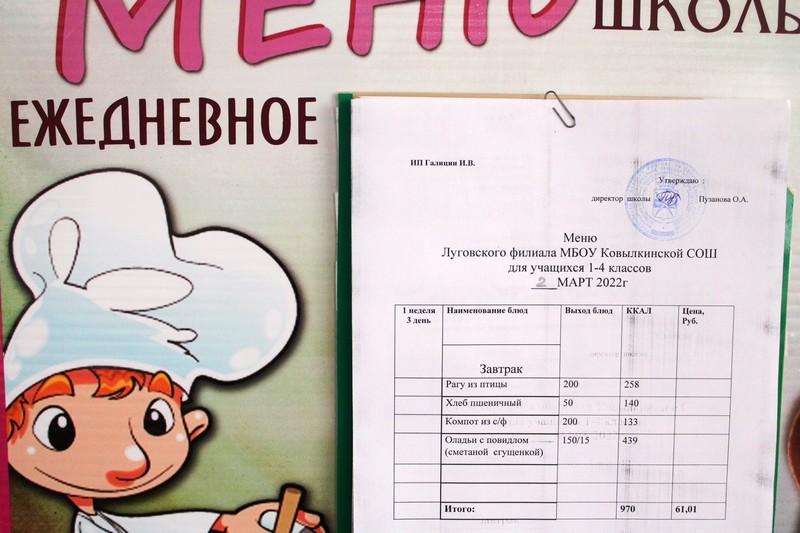 МЕНЮ
ШКОЛЬ
ЕЖЕДНЕВНОЕ
ИП Галицин И.В.
Утверждаю :
директор школы Пузанова О.А.
Меню
Луговского филиала МБОУ Ковылкинской СОШ
для учащихся 1-4 классов
2 МАРТ 2022г
1 неделя Наименование блюд Выход блюд ККАЛ Цена,
3 день Руб.
Завтрак
Рагу из птицы 200 258
Хлеб пшеничный 50 140
Компот из с/ф 200 133
Оладьи с повидлом 150/15 439
(сметаной сгущенкой)
Итого: 970 61,01